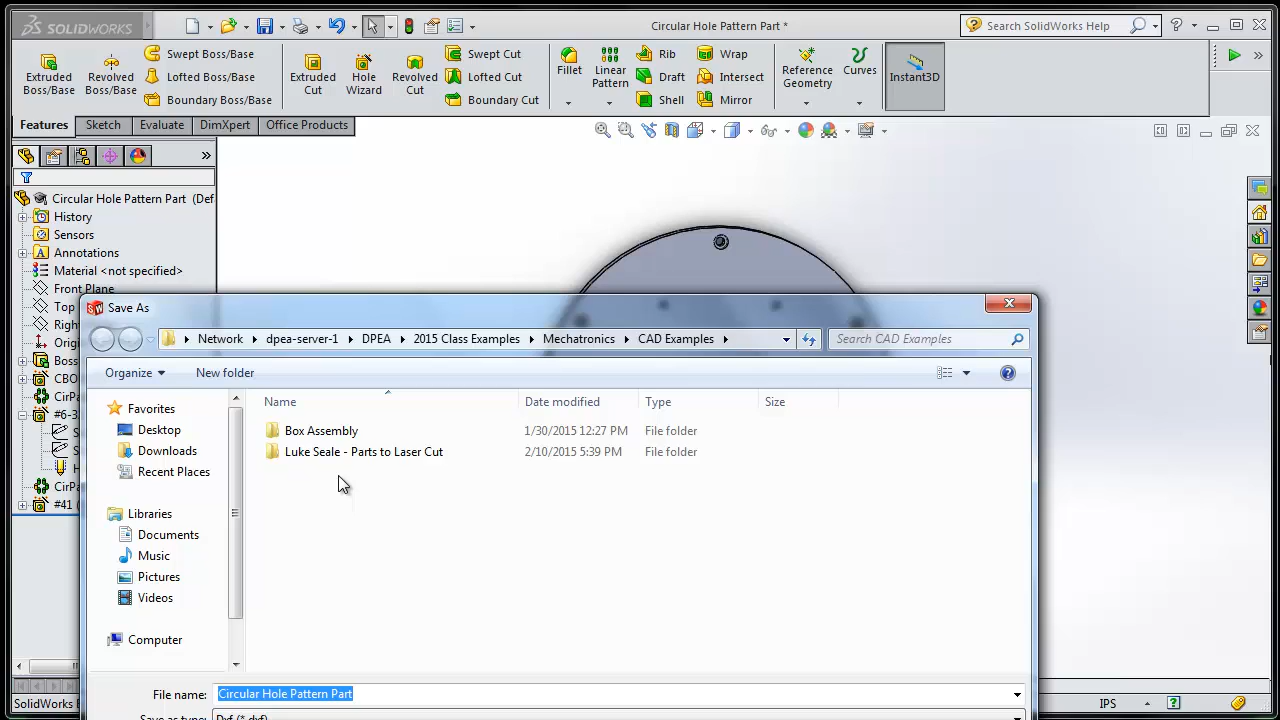 SOLIDWORKS
Circular Hole Pattern Part *
Search SolidWorks Help
Extruded Boss/Base
Revolved Boss/Base
Swept Boss/Base
Lofted Boss/Base
Boundary Boss/Base
Extruded Cut
Hole Wizard
Revolved Cut
Swept Cut
Lofted Cut
Boundary Cut
Fillet
Linear Pattern
Rib
Draft
Shell
Wrap
Intersect
Mirror
Reference Geometry
Curves
Instant3D
Features
Sketch
Evaluate
DimXpert
Office Products
Circular Hole Pattern Part (Def
History
Sensors
Annotations
Material <not specified>
Front Plane
Top
Righ
Orig
Boss
CBO
CirPa
#6-3
CirPa
#41 (
Save As
Network
dpea-server-1
DPEA
2015 Class Examples
Mechatronics
CAD Examples
Search CAD Examples
Organize
New folder
Favorites
Desktop
Downloads
Recent Places
Libraries
Documents
Music
Pictures
Videos
Computer
Name Date modified Type Size
Box Assembly 1/30/2015 12:27 PM File folder
Luke Seale - Parts to Laser Cut 2/10/2015 5:39 PM File folder
File name: Circular Hole Pattern Part
Save as type: Dxf (*.dxf)
SolidWorks
IPS